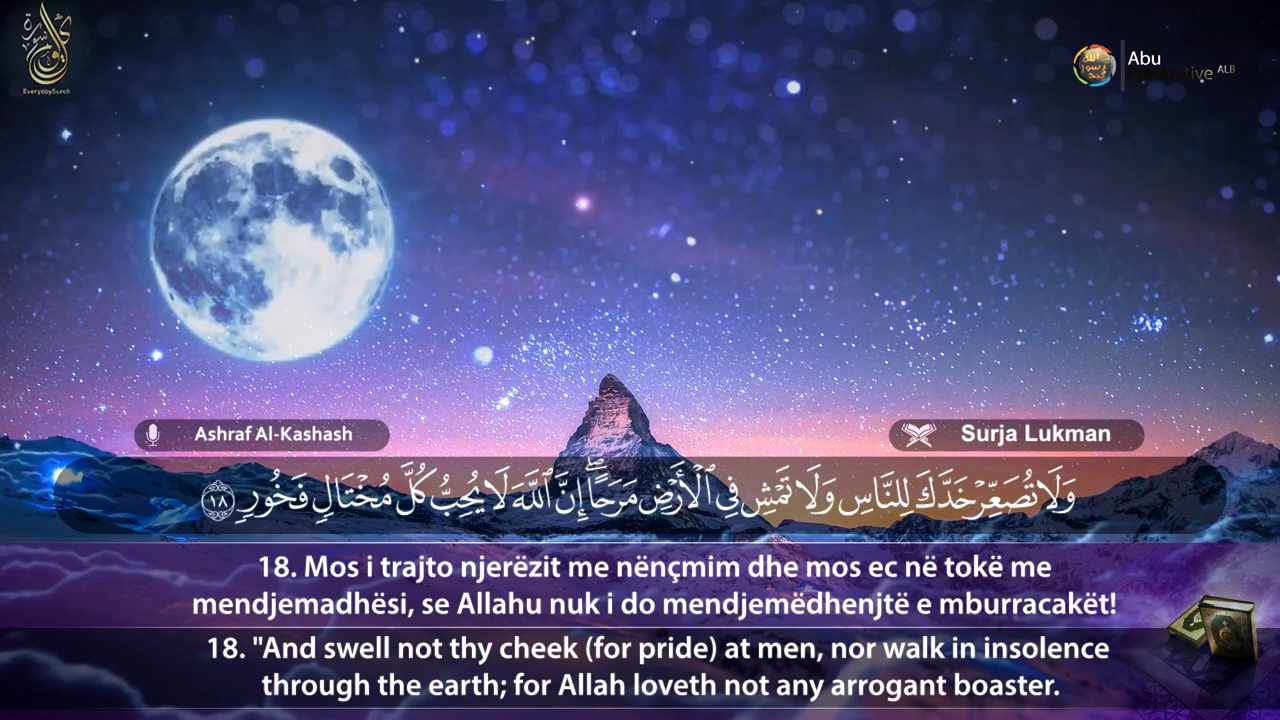 EverydaySurah
Abu
ALB
Ashraf Al-Kashash
Surja Lukman
وَلَا تُصَعِّرْ خَدَّكَ لِلنَّاسِ وَلَا تَمْشِ فِي ٱلْأَرْضِ مَرَحًا ۖ إِنَّ ٱللَّهَ لَا يُحِبُّ كُلَّ مُخْتَالٍ فَخُورٍ ١٨
18. Mos i trajto njerëzit me nënçmim dhe mos ec në tokë me
mendjemadhësi, se Allahu nuk i do mendjemëdhenjtë e mburracakët!
18. "And swell not thy cheek (for pride) at men, nor walk in insolence
through the earth; for Allah loveth not any arrogant boaster.